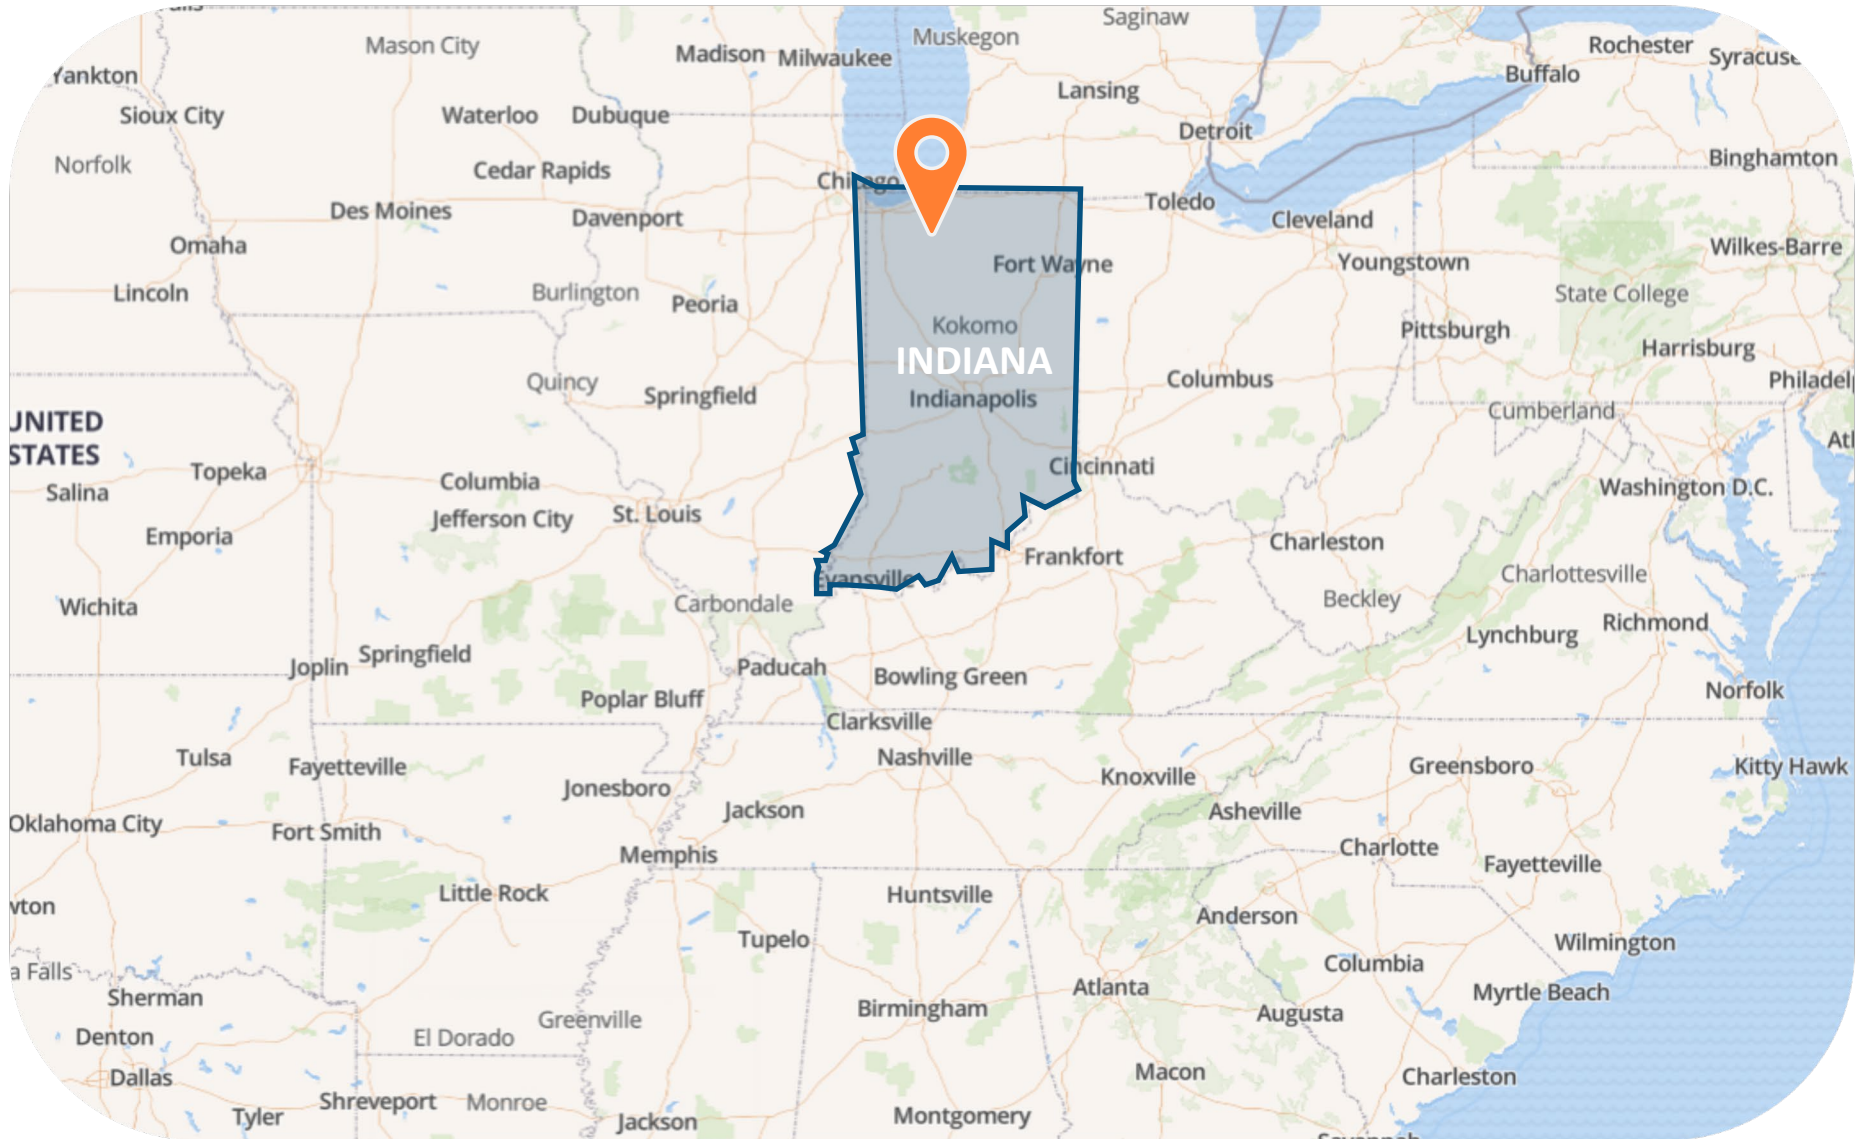 Saginaw
Muskegon
Mason City
Rochester
Madison
Milwaukee
Syracuse
Buffalo
Yankton
Lansing
Sioux City
Waterloo
Dubuque
Detroit
Norfolk
Cedar Rapids
Binghamton
Chicago
Des Moines
Davenport
Toledo
Cleveland
Omaha
Wilkes-Barre
Fort Wayne
Youngstown
Lincoln
Burlington
Peoria
State College
Kokomo
Pittsburgh
Harrisburg
INDIANA
Quincy
Springfield
Columbus
Philadelp
Indianapolis
Cumberland
UNITED
STATES
Atl
Topeka
Cincinnati
Columbia
Salina
Washington D.C.
Jefferson City
St. Louis
Emporia
Charleston
Frankfort
Charlottesville
Evansville
Wichita
Carbondale
Beckley
Richmond
Lynchburg
Joplin
Springfield
Paducah
Bowling Green
Poplar Bluff
Norfolk
Clarksville
Tulsa
Fayetteville
Nashville
Knoxville
Greensboro
Kitty Hawk
Jonesboro
Jackson
Asheville
Oklahoma City
Fort Smith
Memphis
Charlotte
Fayetteville
Little Rock
Huntsville
wton
Anderson
Tupelo
Wilmington
a Falls
Columbia
Sherman
Atlanta
Myrtle Beach
Birmingham
Augusta
Greenville
Denton
El Dorado
Dallas
Macon
Charleston
Shreveport
Monroe
Tyler
Jackson
Montgomery